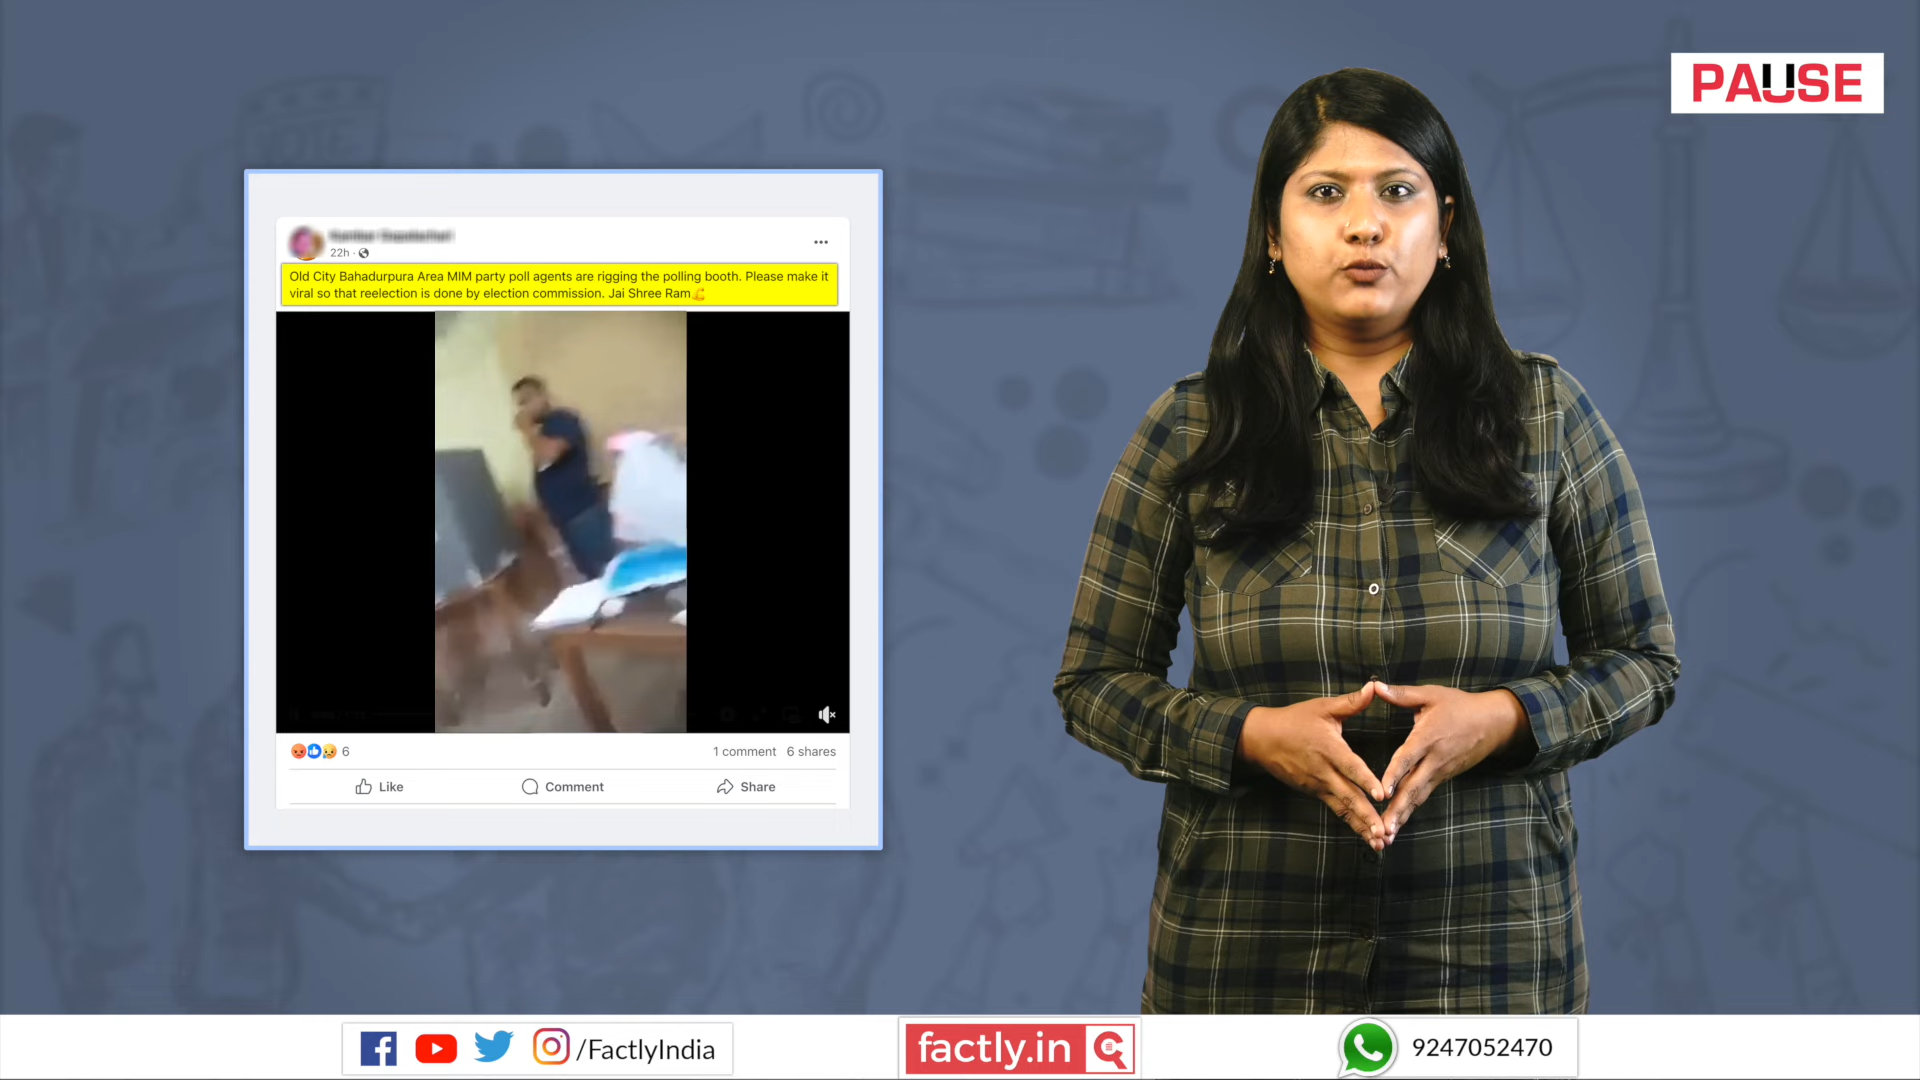 PAUSE
VOTE
22h ·
Old City Bahadurpura Area MIM party poll agents are rigging the polling booth. Please make it
viral so that reelection is done by election commission. Jai Shree Ram💪
6
1 comment 6 shares
Like Comment Share
/FactlyIndia
factly.in
9247052470